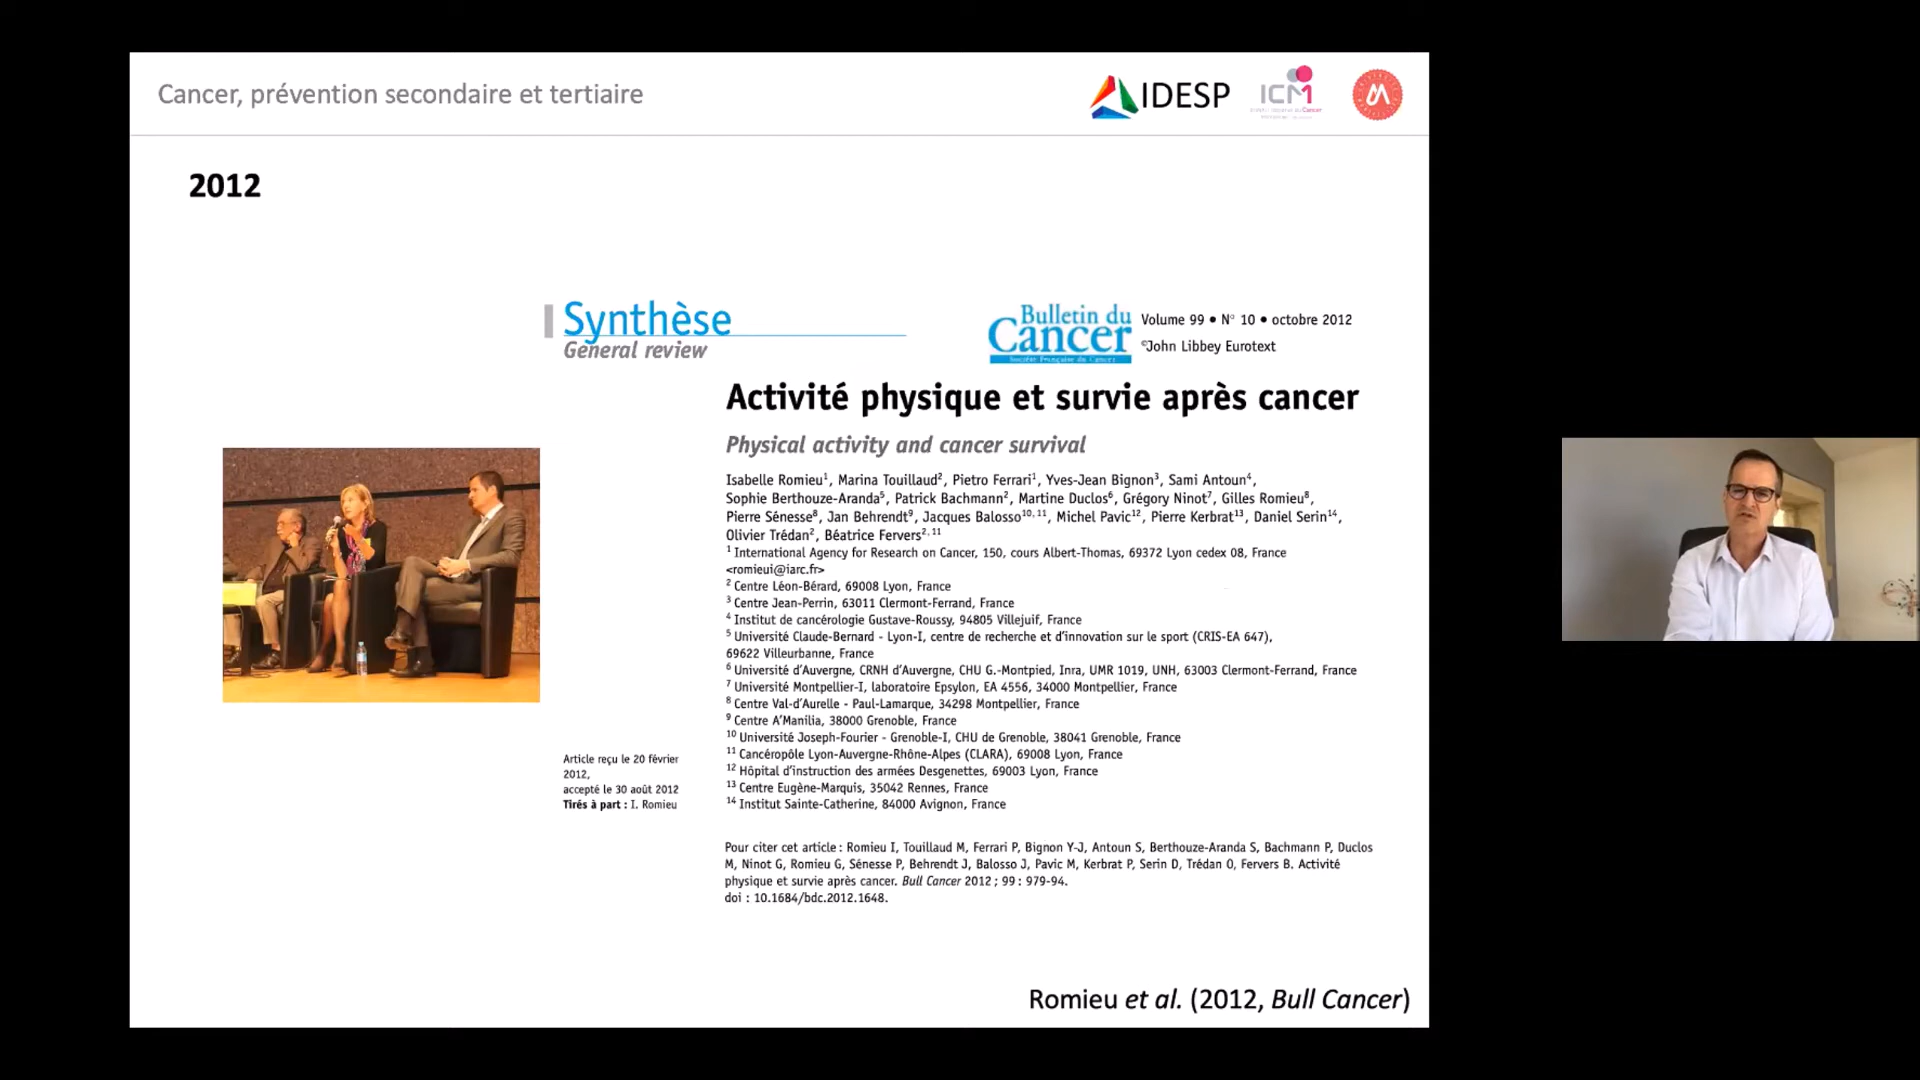 Cancer, prévention secondaire et tertiaire
IDESP
ICM
2012
Synthèse
General review
Bulletin du
Cancer
Société Française du Cancer
Volume 99 • N° 10 • octobre 2012
©John Libbey Eurotext
Activité physique et survie après cancer
Physical activity and cancer survival
Isabelle Romieu1, Marina Touillaud2, Pietro Ferrari1, Yves-Jean Bignon3, Sami Antoun4,
Sophie Berthouze-Aranda5, Patrick Bachmann2, Martine Duclos6, Grégory Ninot7, Gilles Romieu8,
Pierre Sénesse8, Jan Behrendt9, Jacques Balosso10, 11, Michel Pavic12, Pierre Kerbrat13, Daniel Serin14,
Olivier Trédan2, Béatrice Fervers2, 11
1 International Agency for Research on Cancer, 150, cours Albert-Thomas, 69372 Lyon cedex 08, France
<romieui@iarc.fr>
2 Centre Léon-Bérard, 69008 Lyon, France
3 Centre Jean-Perrin, 63011 Clermont-Ferrand, France
4 Institut de cancérologie Gustave-Roussy, 94805 Villejuif, France
5 Université Claude-Bernard - Lyon-I, centre de recherche et d'innovation sur le sport (CRIS-EA 647),
69622 Villeurbanne, France
6 Université d'Auvergne, CRNH d'Auvergne, CHU G.-Montpied, Inra, UMR 1019, UNH, 63003 Clermont-Ferrand, France
7 Université Montpellier-I, laboratoire Epsylon, EA 4556, 34000 Montpellier, France
8 Centre Val-d'Aurelle - Paul-Lamarque, 34298 Montpellier, France
9 Centre A'Manilia, 38000 Grenoble, France
10 Université Joseph-Fourier - Grenoble-I, CHU de Grenoble, 38041 Grenoble, France
11 Cancéropôle Lyon-Auvergne-Rhône-Alpes (CLARA), 69008 Lyon, France
12 Hôpital d'instruction des armées Desgenettes, 69003 Lyon, France
13 Centre Eugène-Marquis, 35042 Rennes, France
14 Institut Sainte-Catherine, 84000 Avignon, France
Article reçu le 20 février
2012,
accepté le 30 août 2012
Tirés à part : I. Romieu
Pour citer cet article : Romieu I, Touillaud M, Ferrari P, Bignon Y-J, Antoun S, Berthouze-Aranda S, Bachmann P, Duclos
M, Ninot G, Romieu G, Sénesse P, Behrendt J, Balosso J, Pavic M, Kerbrat P, Serin D, Trédan O, Fervers B. Activité
physique et survie après cancer. Bull Cancer 2012 ; 99 : 979-94.
doi : 10.1684/bdc.2012.1648.
Romieu et al. (2012, Bull Cancer)